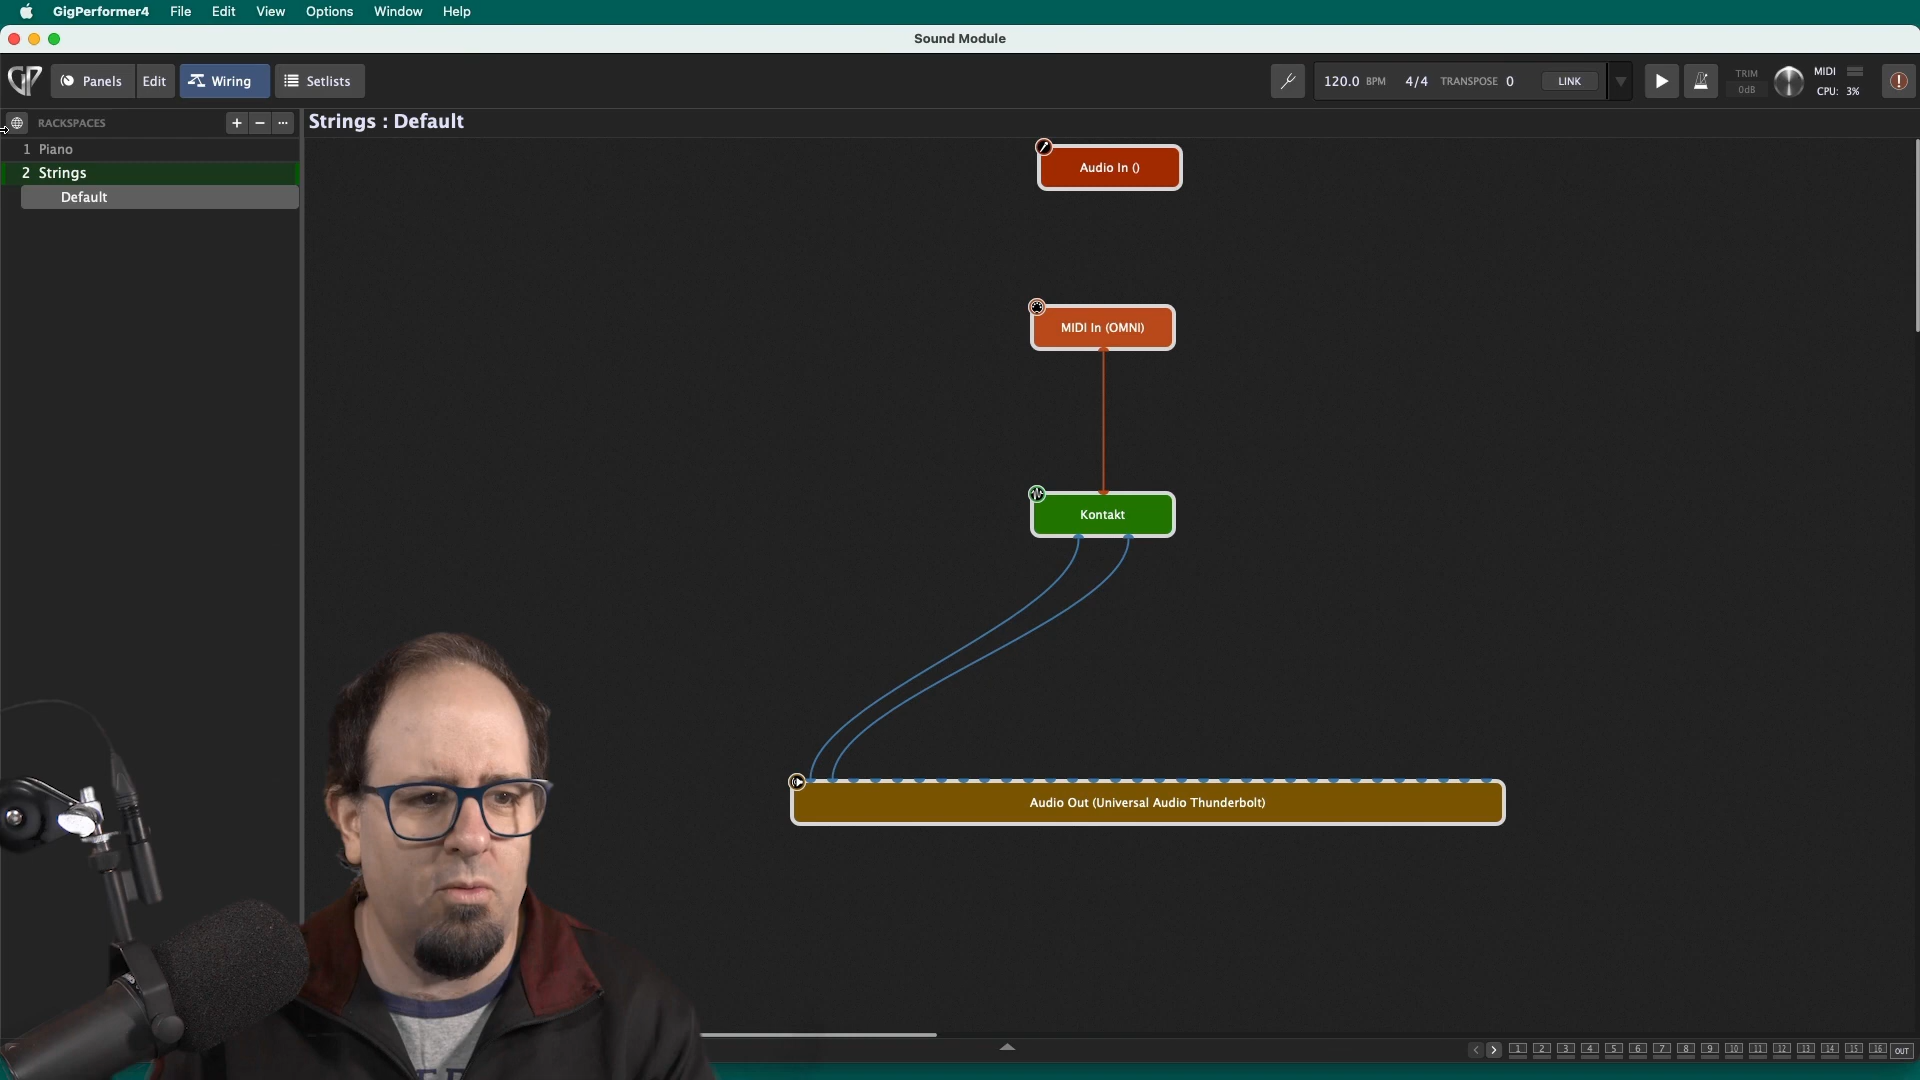 GigPerformer4 File Edit View Options Window Help
Sound Module
Panels Edit Wiring Setlists 120.0 BPM 4/4 TRANSPOSE 0 LINK TRIM 0dB MIDI CPU: 3%
RACKSPACES + − ...
Strings : Default
1 Piano
2 Strings
Default
Audio In ()
MIDI In (OMNI)
Kontakt
Audio Out (Universal Audio Thunderbolt)
1 2 3 4 5 6 7 8 9 10 11 12 13 14 15 16 OUT